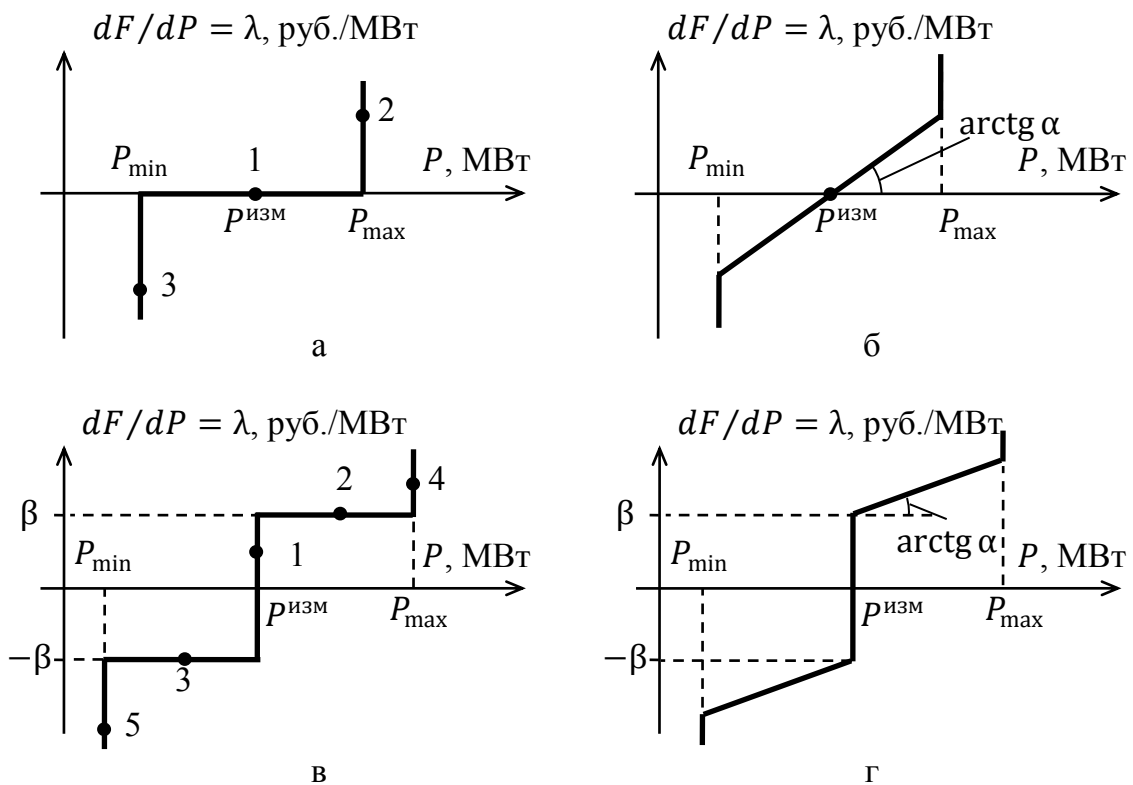 dF/dP = λ, руб./МВт
2
P_min
1
P, МВт
P^изм
P_max
3
а
dF/dP = λ, руб./МВт
arctg α
P_min
P, МВт
P^изм
P_max
б
dF/dP = λ, руб./МВт
4
2
β
1
P_min
P, МВт
P^изм
P_max
−β
3
5
в
dF/dP = λ, руб./МВт
β
arctg α
P_min
P, МВт
P^изм
P_max
−β
г